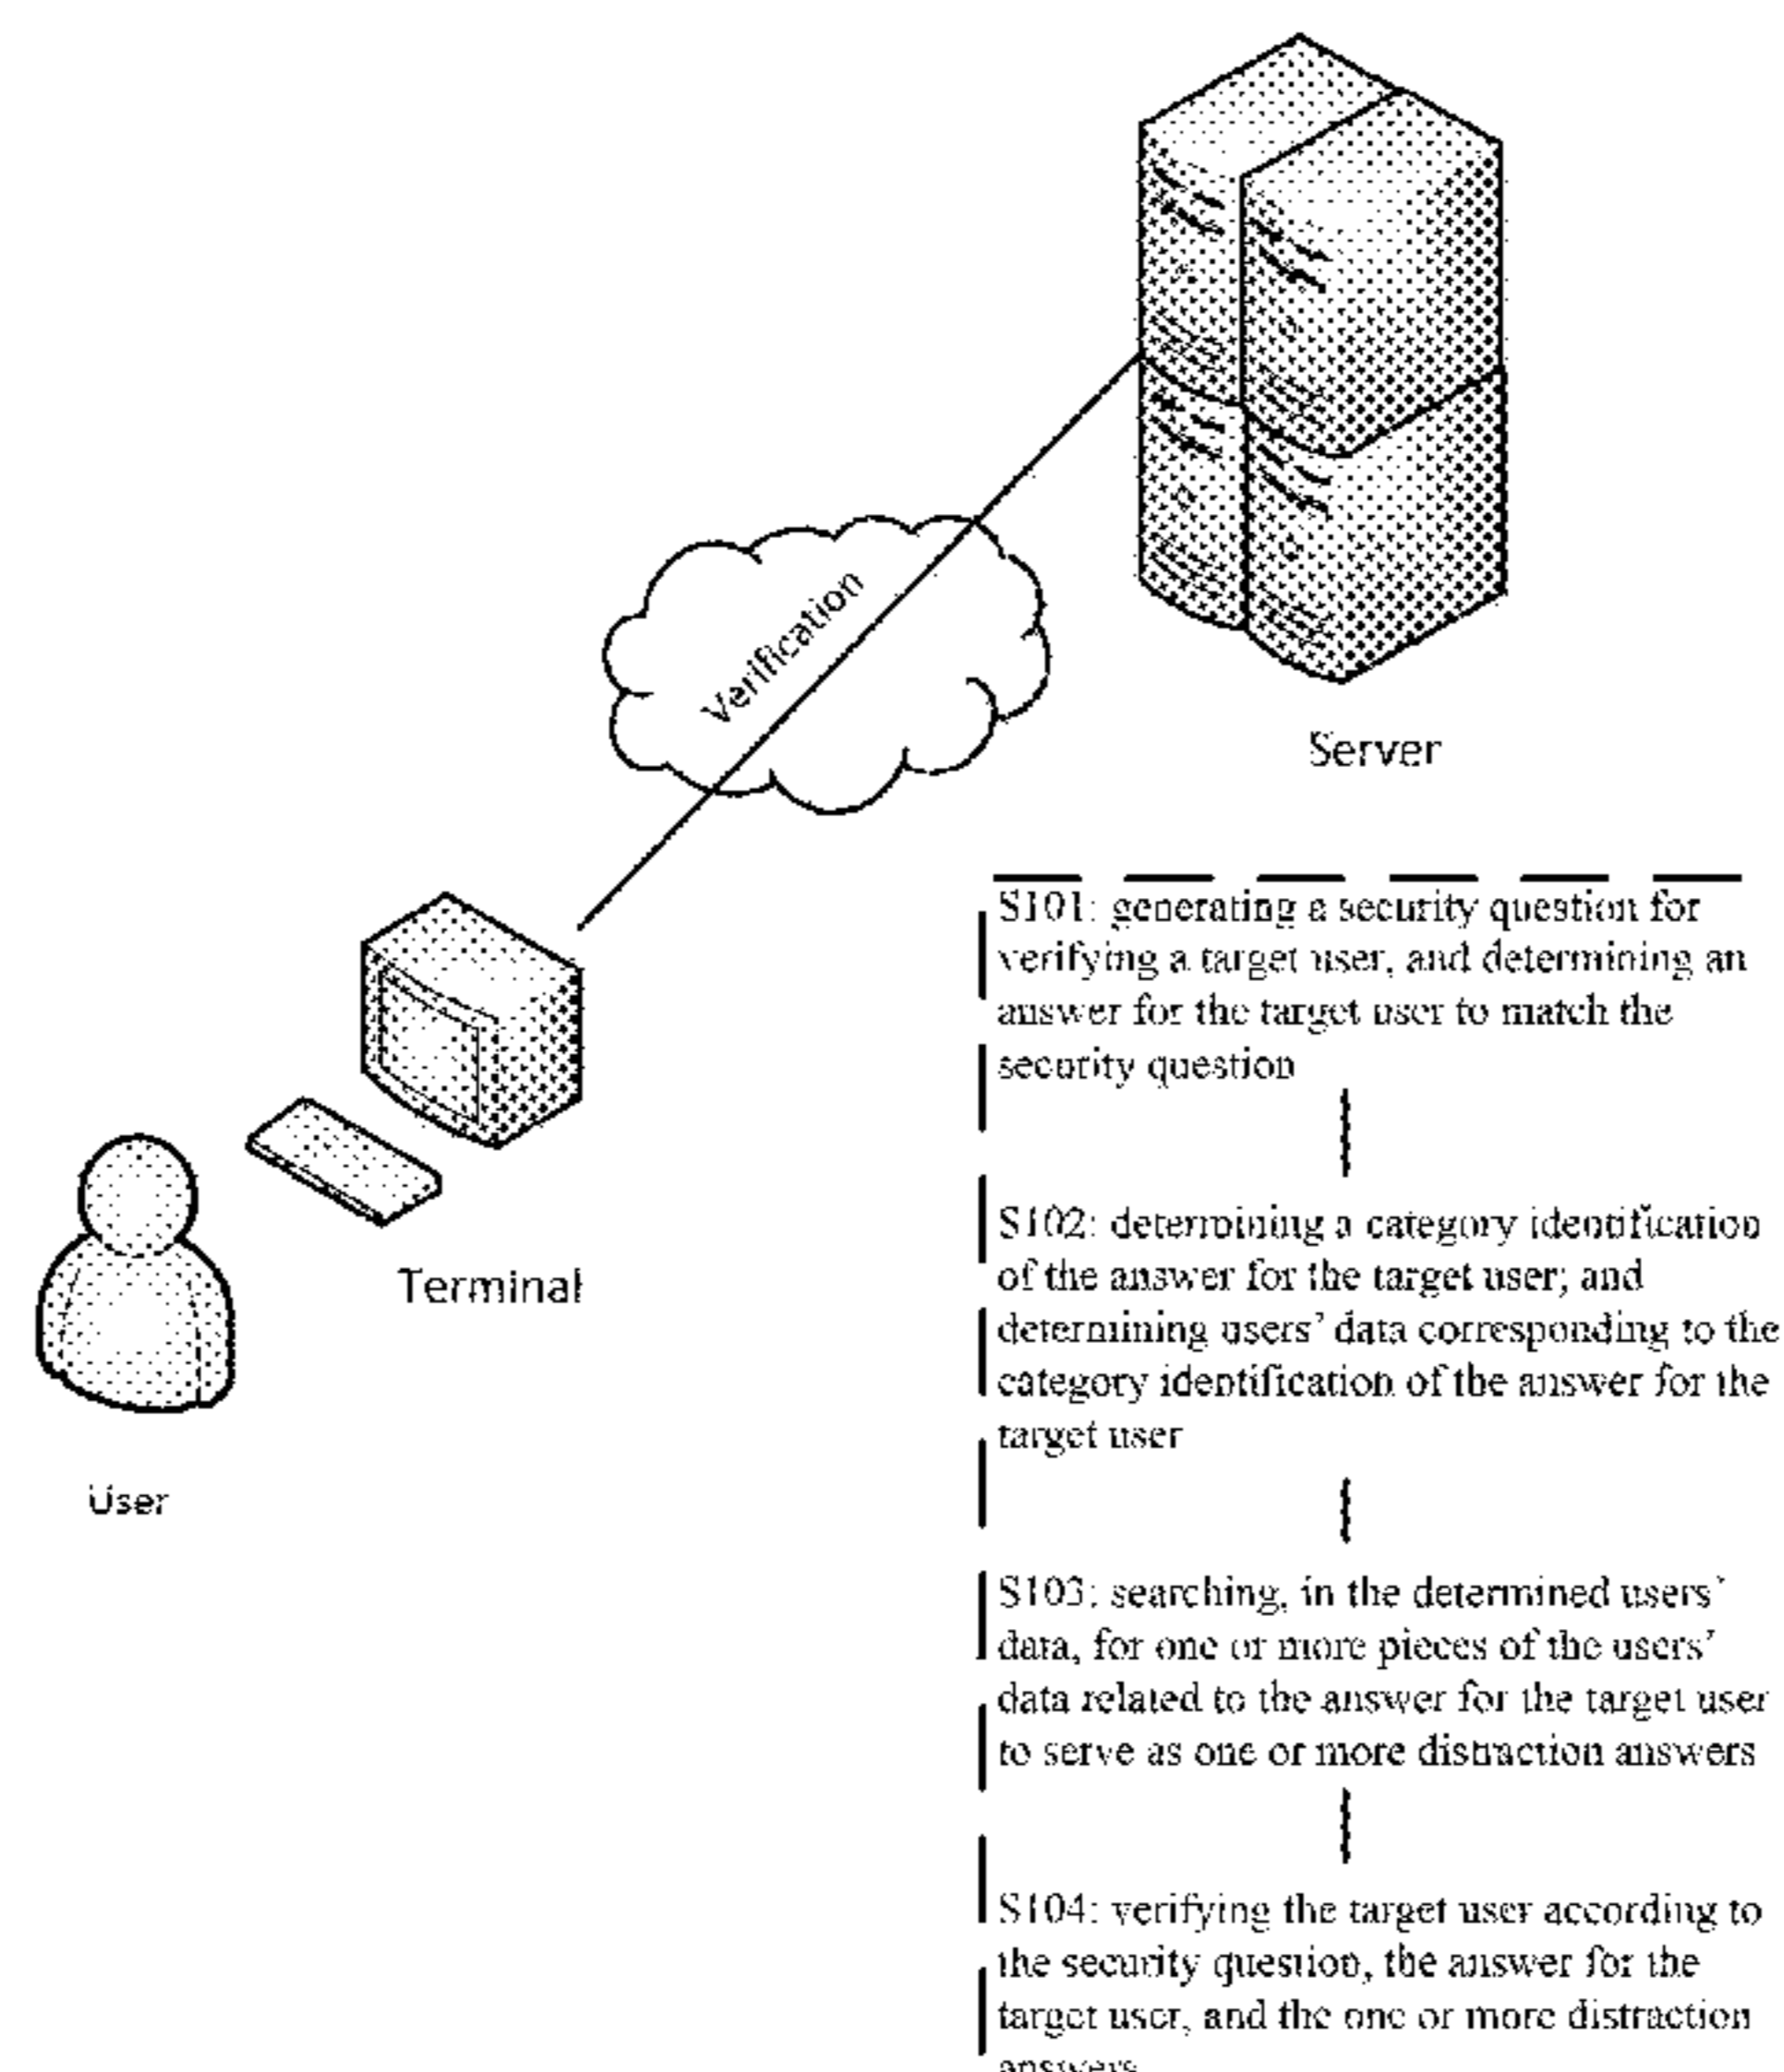 Verification
Server
Terminal
User
S101: generating a security question for
verifying a target user, and determining an
answer for the target user to match the
security question
S102: determining a category identification
of the answer for the target user; and
determining users' data corresponding to the
category identification of the answer for the
target user
S103: searching, in the determined users'
data, for one or more pieces of the users'
data related to the answer for the target user
to serve as one or more distraction answers
S104: verifying the target user according to
the security question, the answer for the
target user, and the one or more distraction
answers